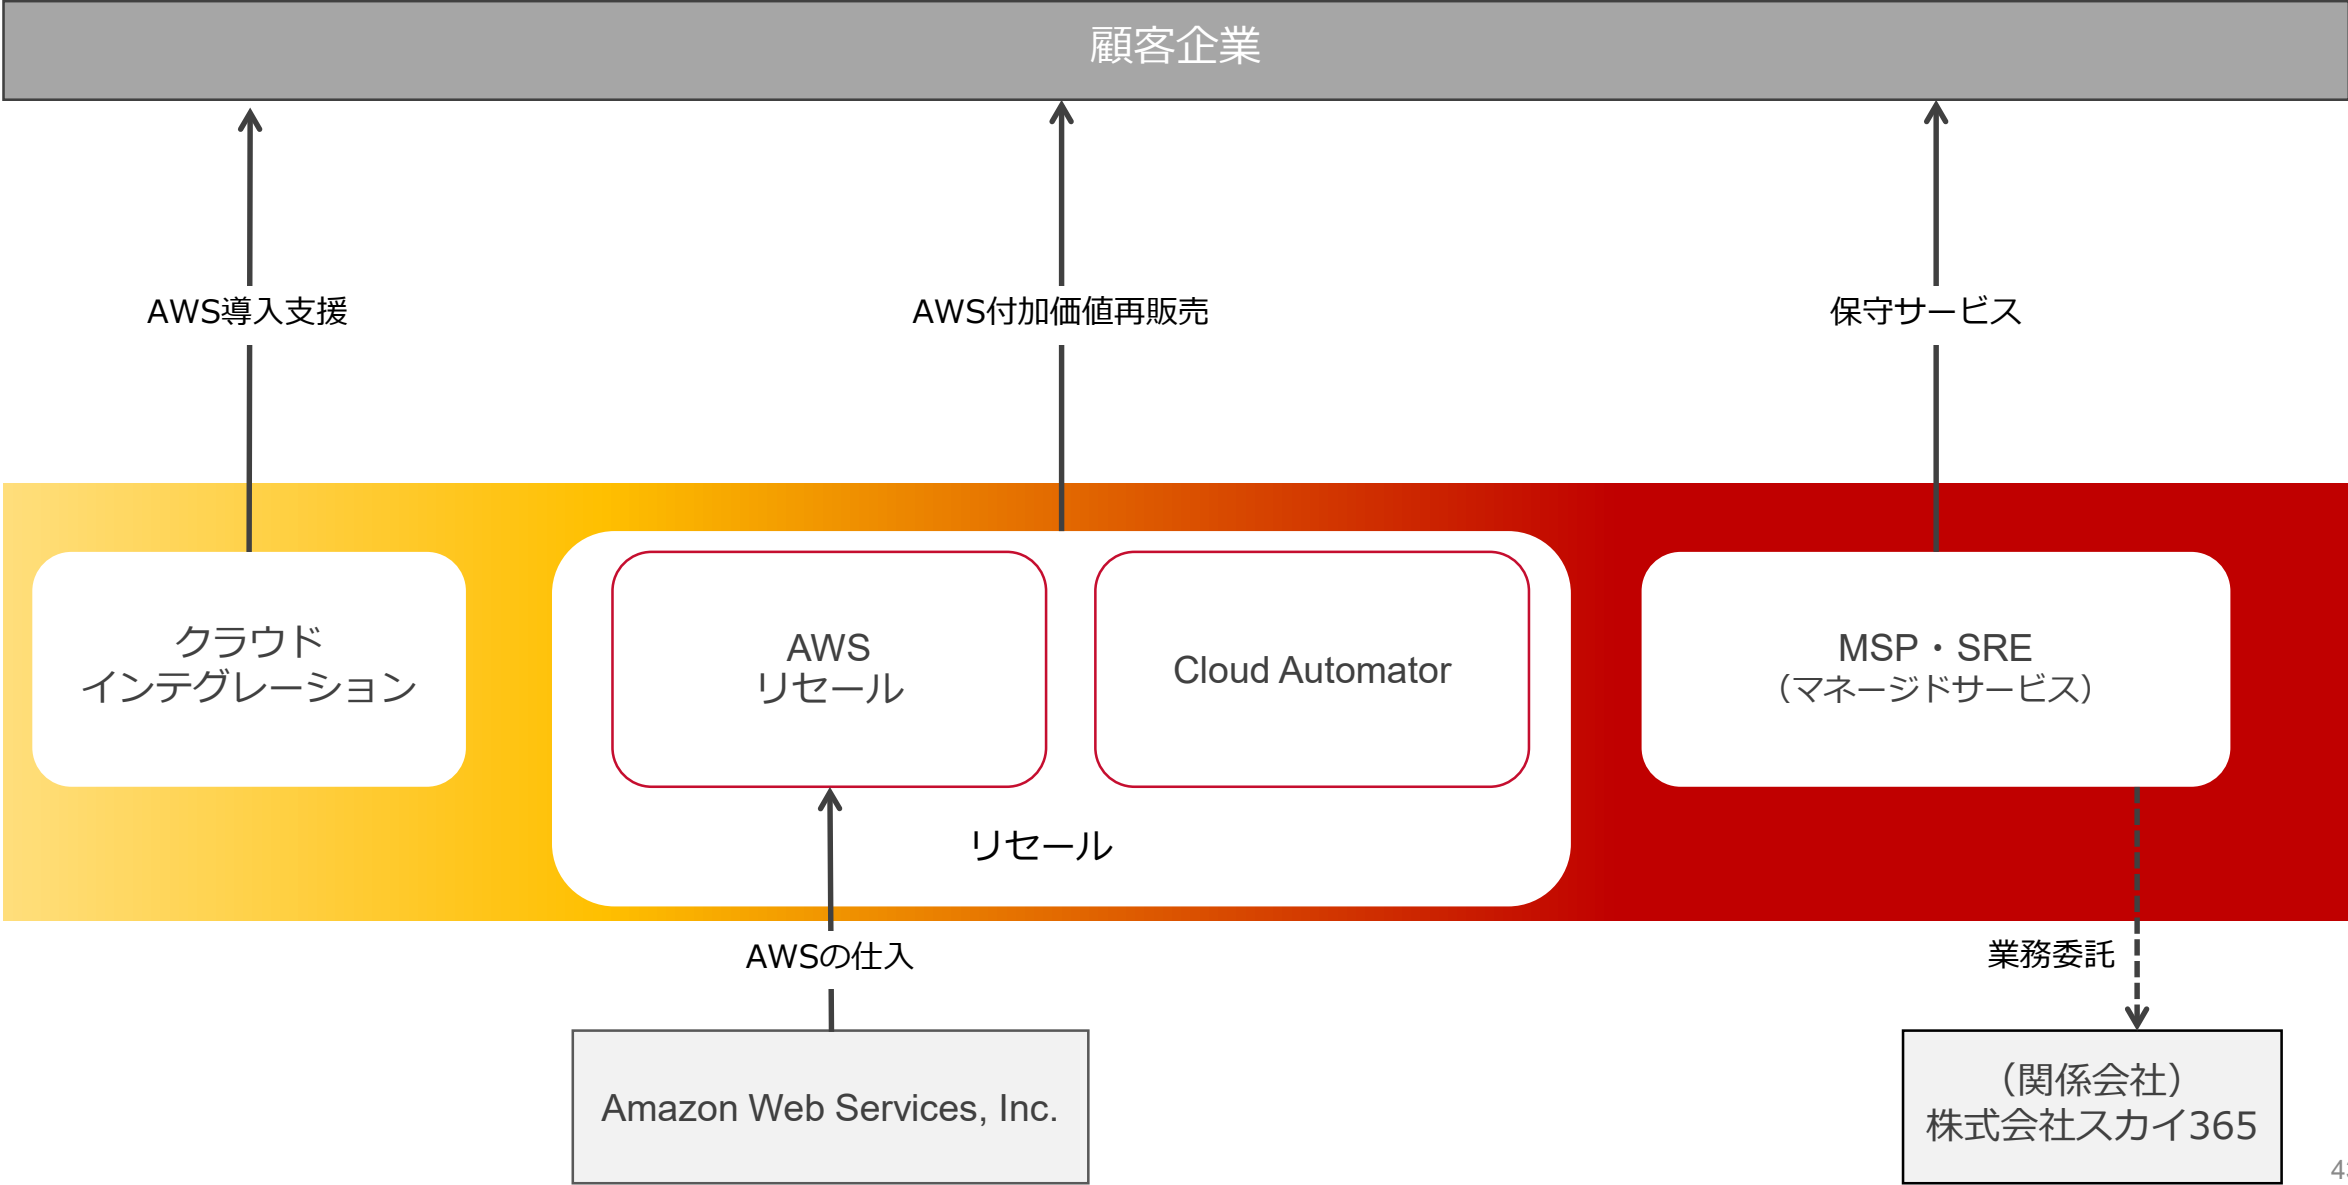 顧客企業
AWS導入支援
AWS付加価値再販売
保守サービス
クラウド
インテグレーション
AWS
リセール
Cloud Automator
MSP・SRE
（マネージドサービス）
リセール
AWSの仕入
業務委託
Amazon Web Services, Inc.
（関係会社）
株式会社スカイ365